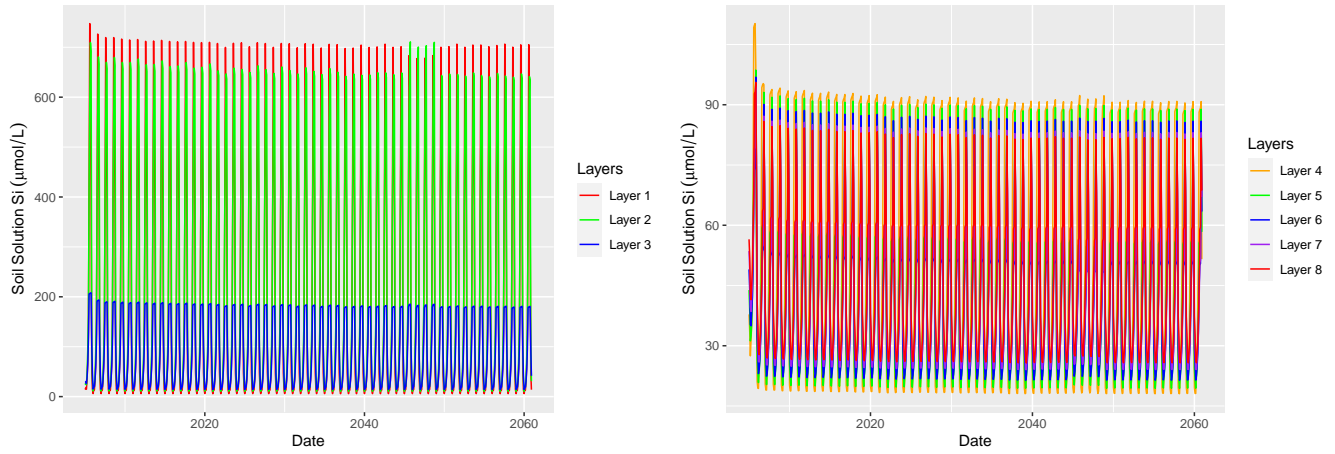 Soil Solution Si (μmol/L)
600
400
200
0
2020
2040
2060
Date
Layers
Layer 1
Layer 2
Layer 3
Soil Solution Si (μmol/L)
90
60
30
2020
2040
2060
Date
Layers
Layer 4
Layer 5
Layer 6
Layer 7
Layer 8